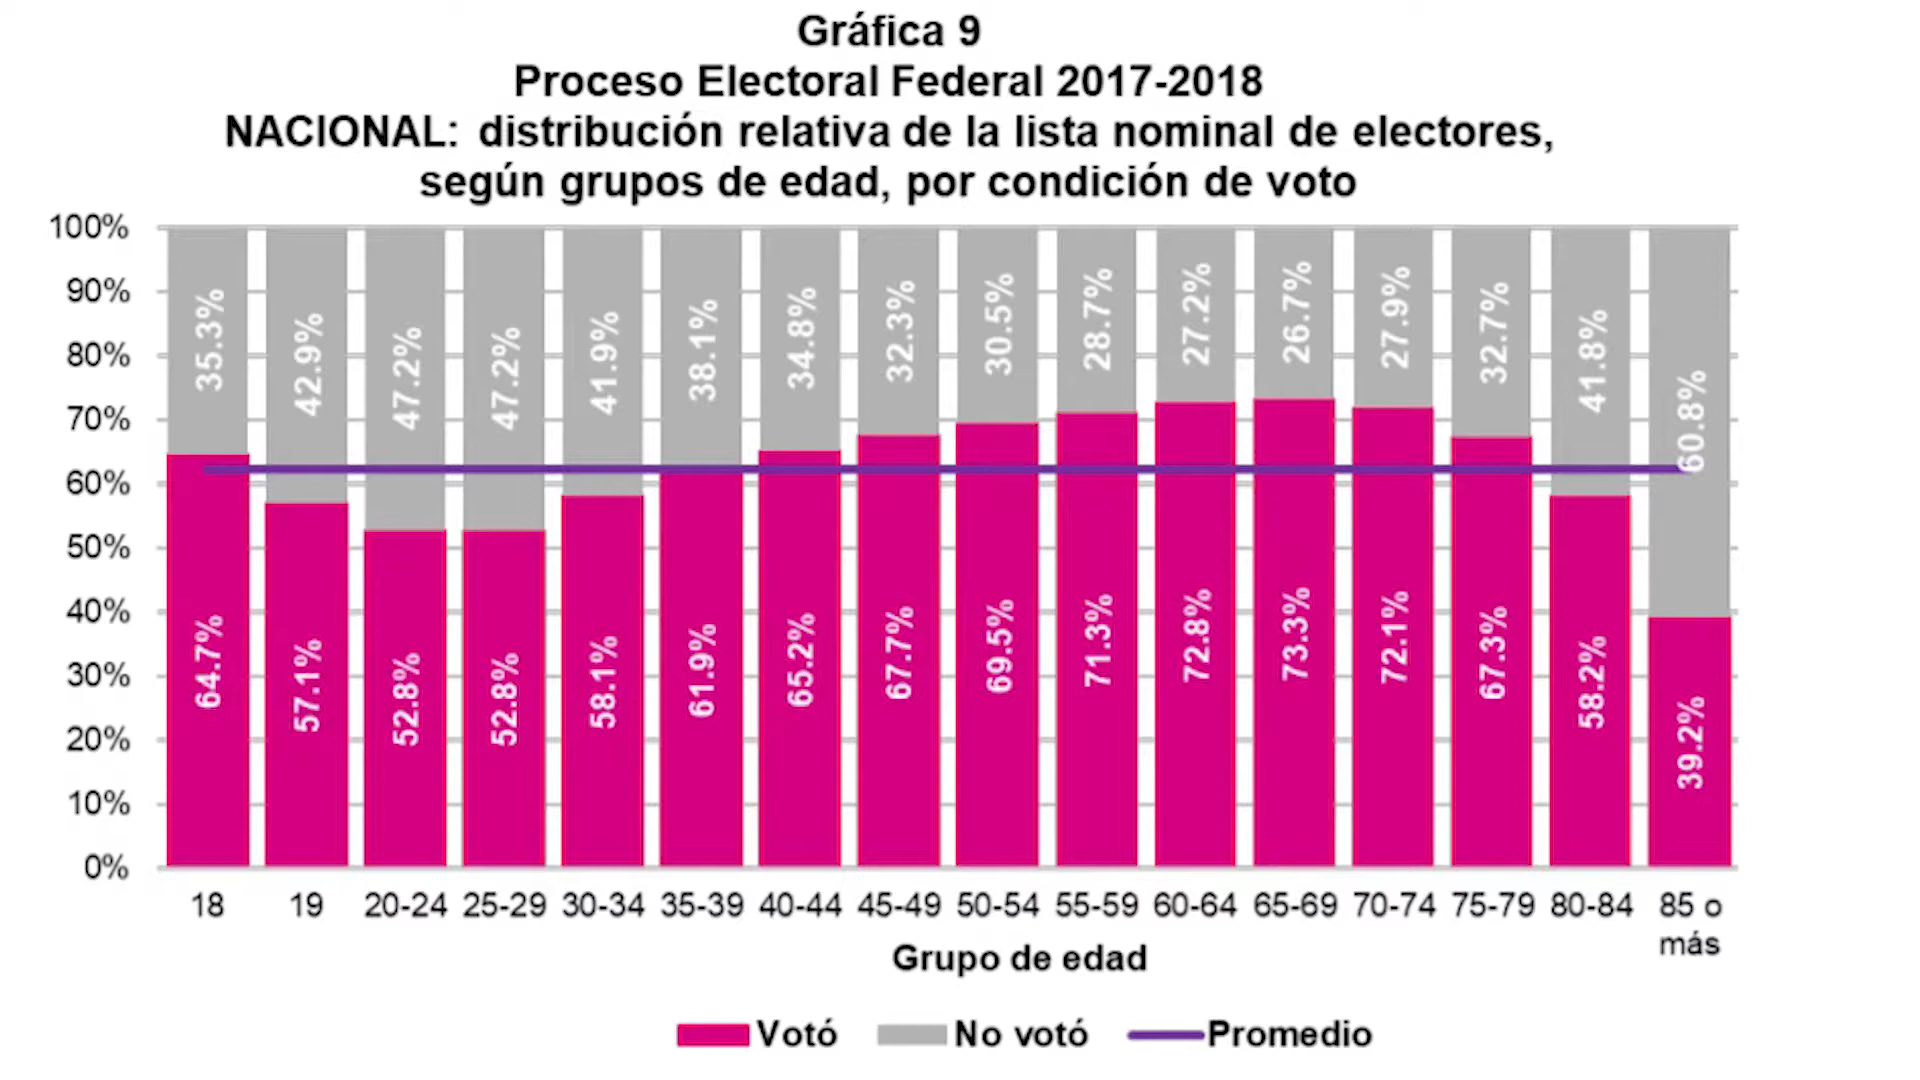 Gráfica 9
Proceso Electoral Federal 2017-2018
NACIONAL: distribución relativa de la lista nominal de electores,
según grupos de edad, por condición de voto
100%
90%
80%
70%
60%
50%
40%
30%
20%
10%
0%
35.3% 42.9% 47.2% 47.2% 41.9% 38.1% 34.8% 32.3% 30.5% 28.7% 27.2% 26.7% 27.9% 32.7% 41.8% 60.8%
64.7% 57.1% 52.8% 52.8% 58.1% 61.9% 65.2% 67.7% 69.5% 71.3% 72.8% 73.3% 72.1% 67.3% 58.2% 39.2%
18 19 20-24 25-29 30-34 35-39 40-44 45-49 50-54 55-59 60-64 65-69 70-74 75-79 80-84 85 o
más
Grupo de edad
Votó No votó Promedio